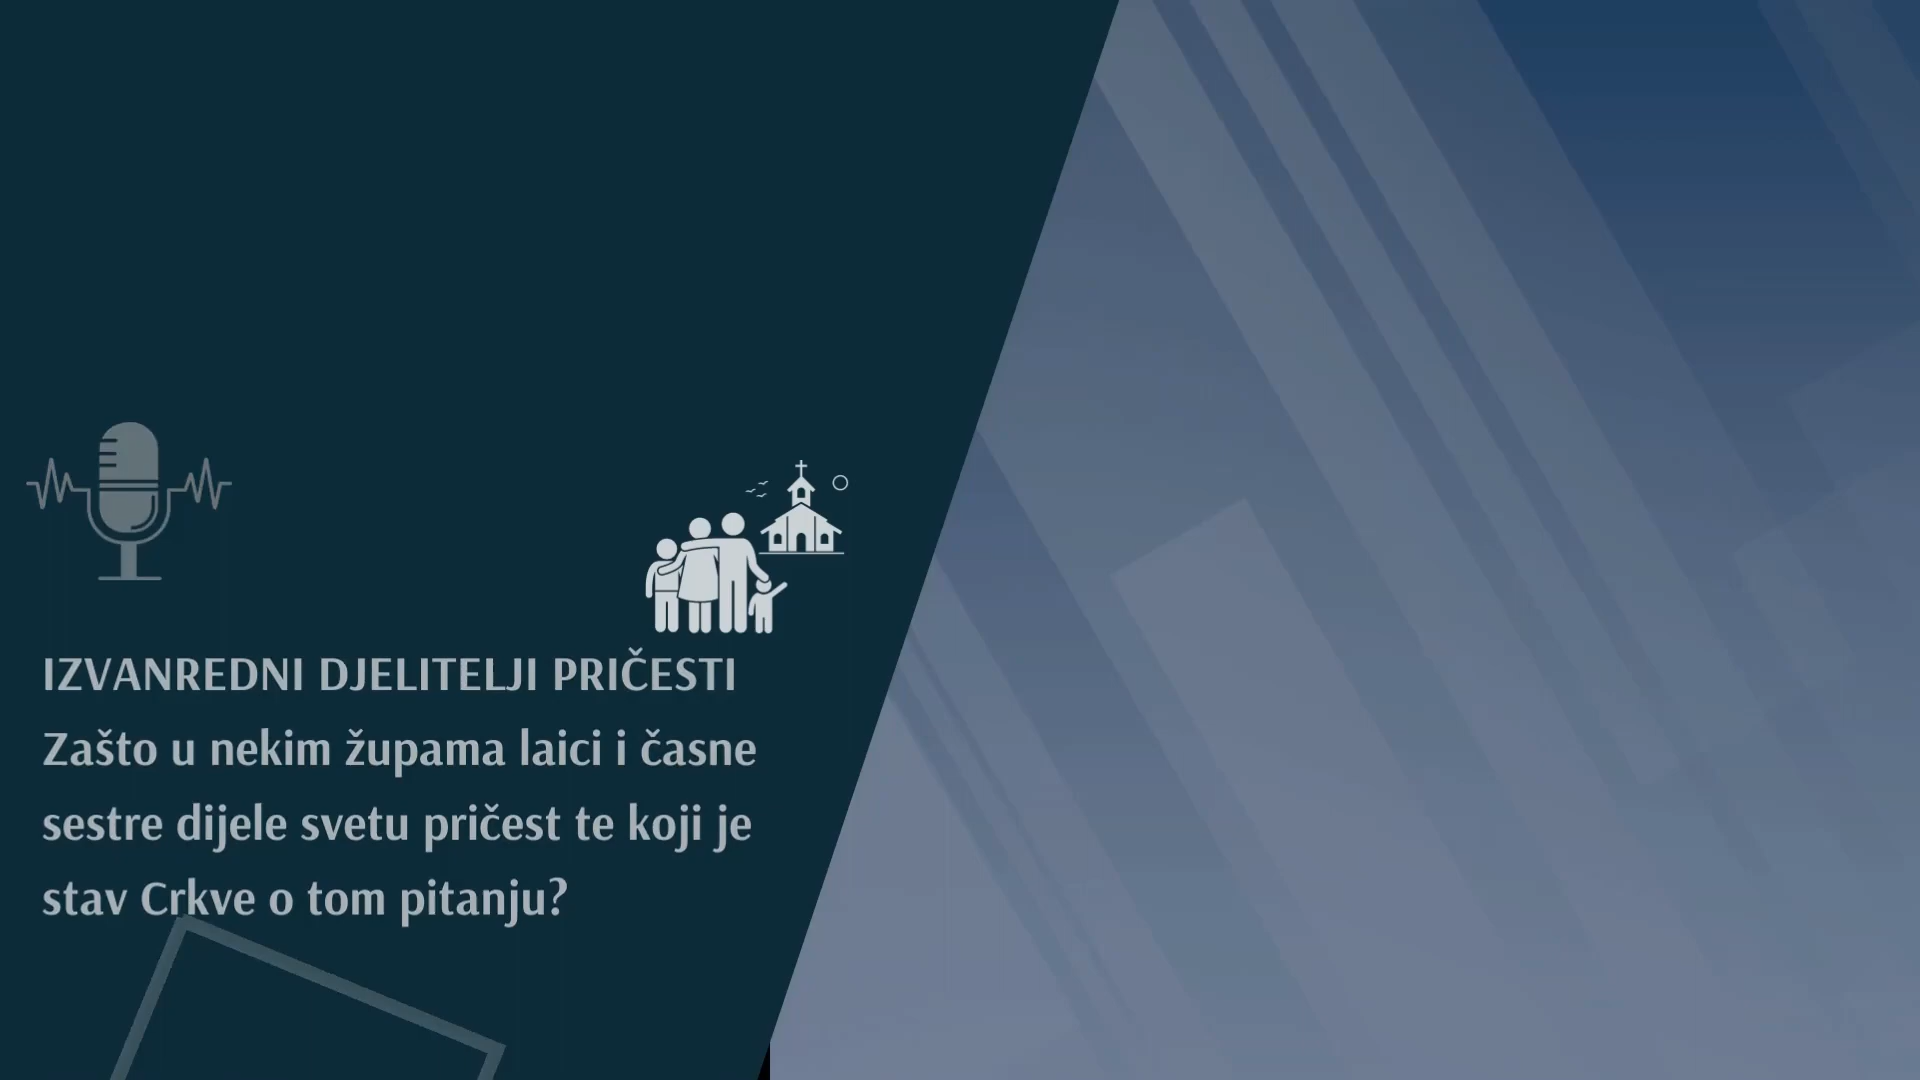 IZVANREDNI DJELITELJI PRIČESTI
Zašto u nekim župama laici i časne
sestre dijele svetu pričest te koji je
stav Crkve o tom pitanju?